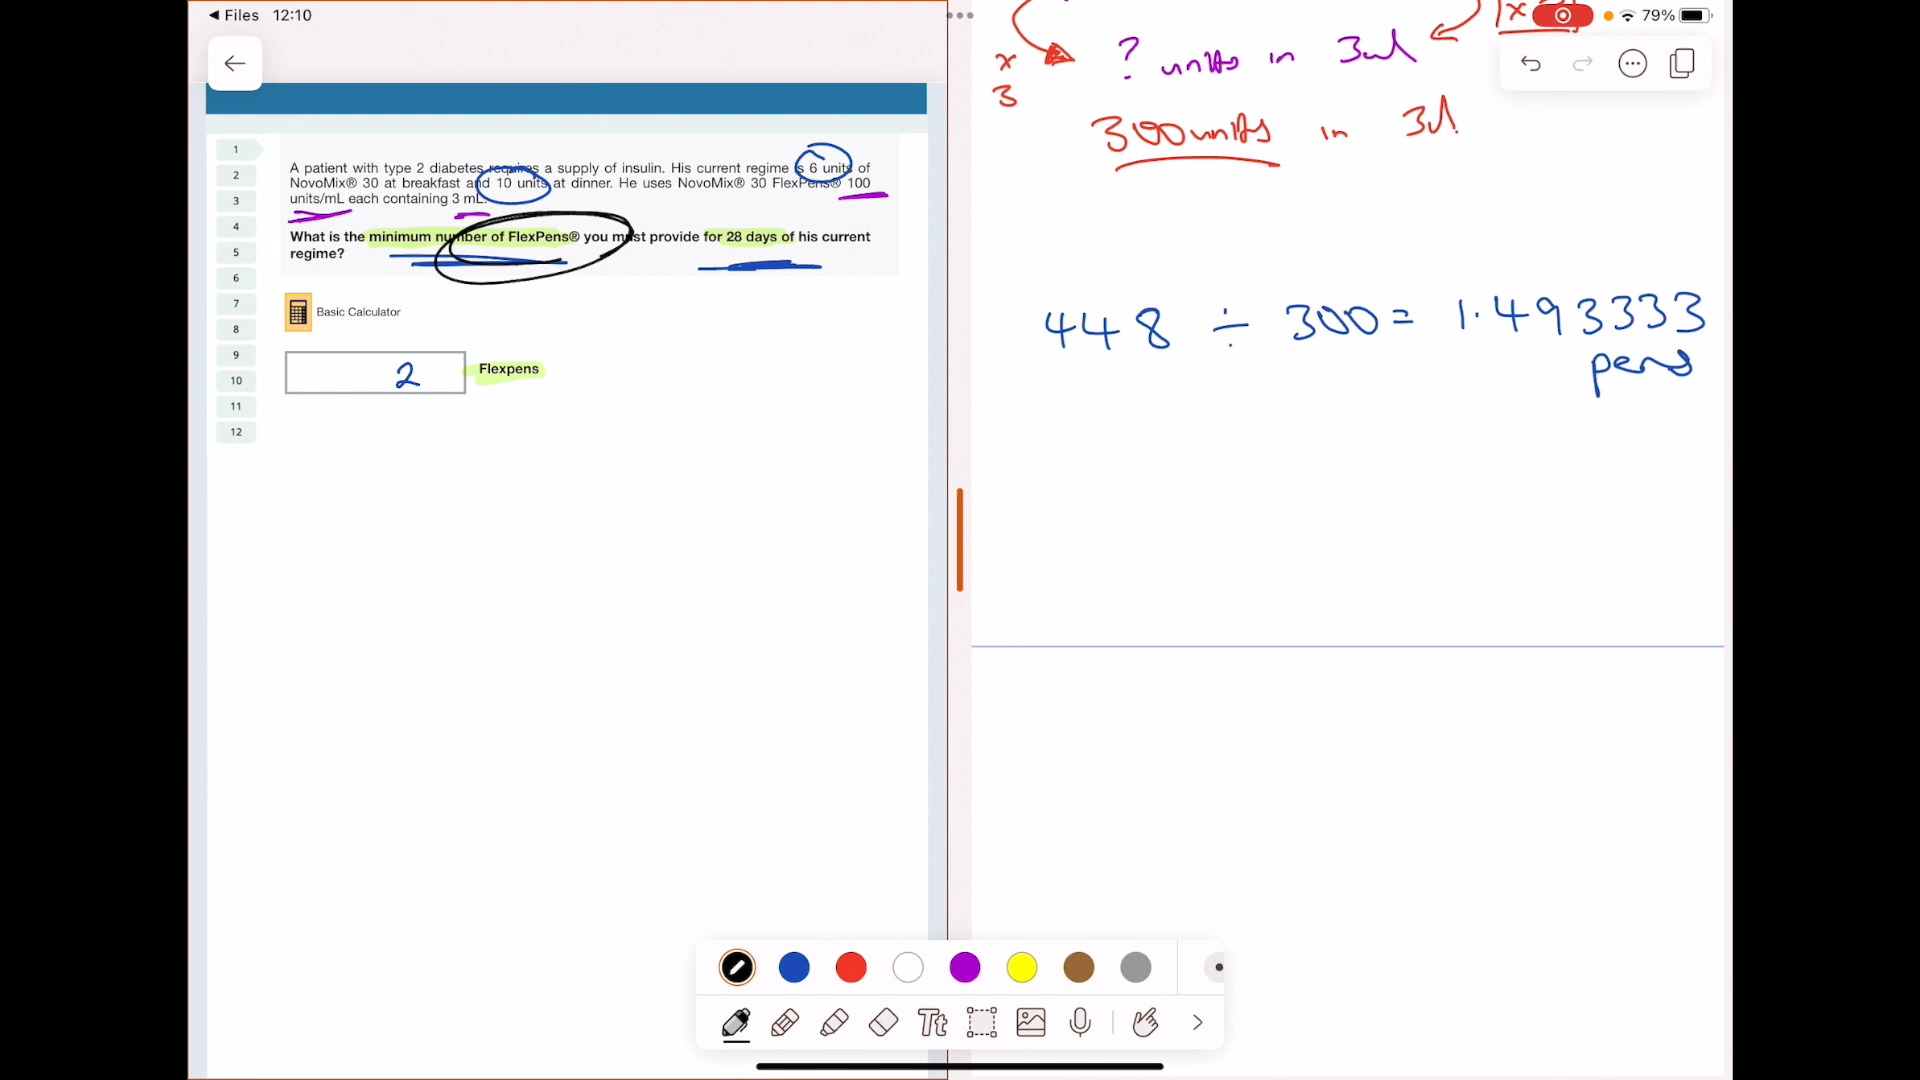 Files 12:10
79%
1
2
3
4
5
6
7
8
9
10
11
12
A patient with type 2 diabetes requires a supply of insulin. His current regime is 6 units of
NovoMix® 30 at breakfast and 10 units at dinner. He uses NovoMix® 30 FlexPens® 100
units/mL each containing 3 mL.
What is the minimum number of FlexPens® you must provide for 28 days of his current
regime?
Basic Calculator
2 Flexpens
x
3
? units in 3ml
300units in 3ml
448 ÷ 300 = 1.493333
pens
Tt